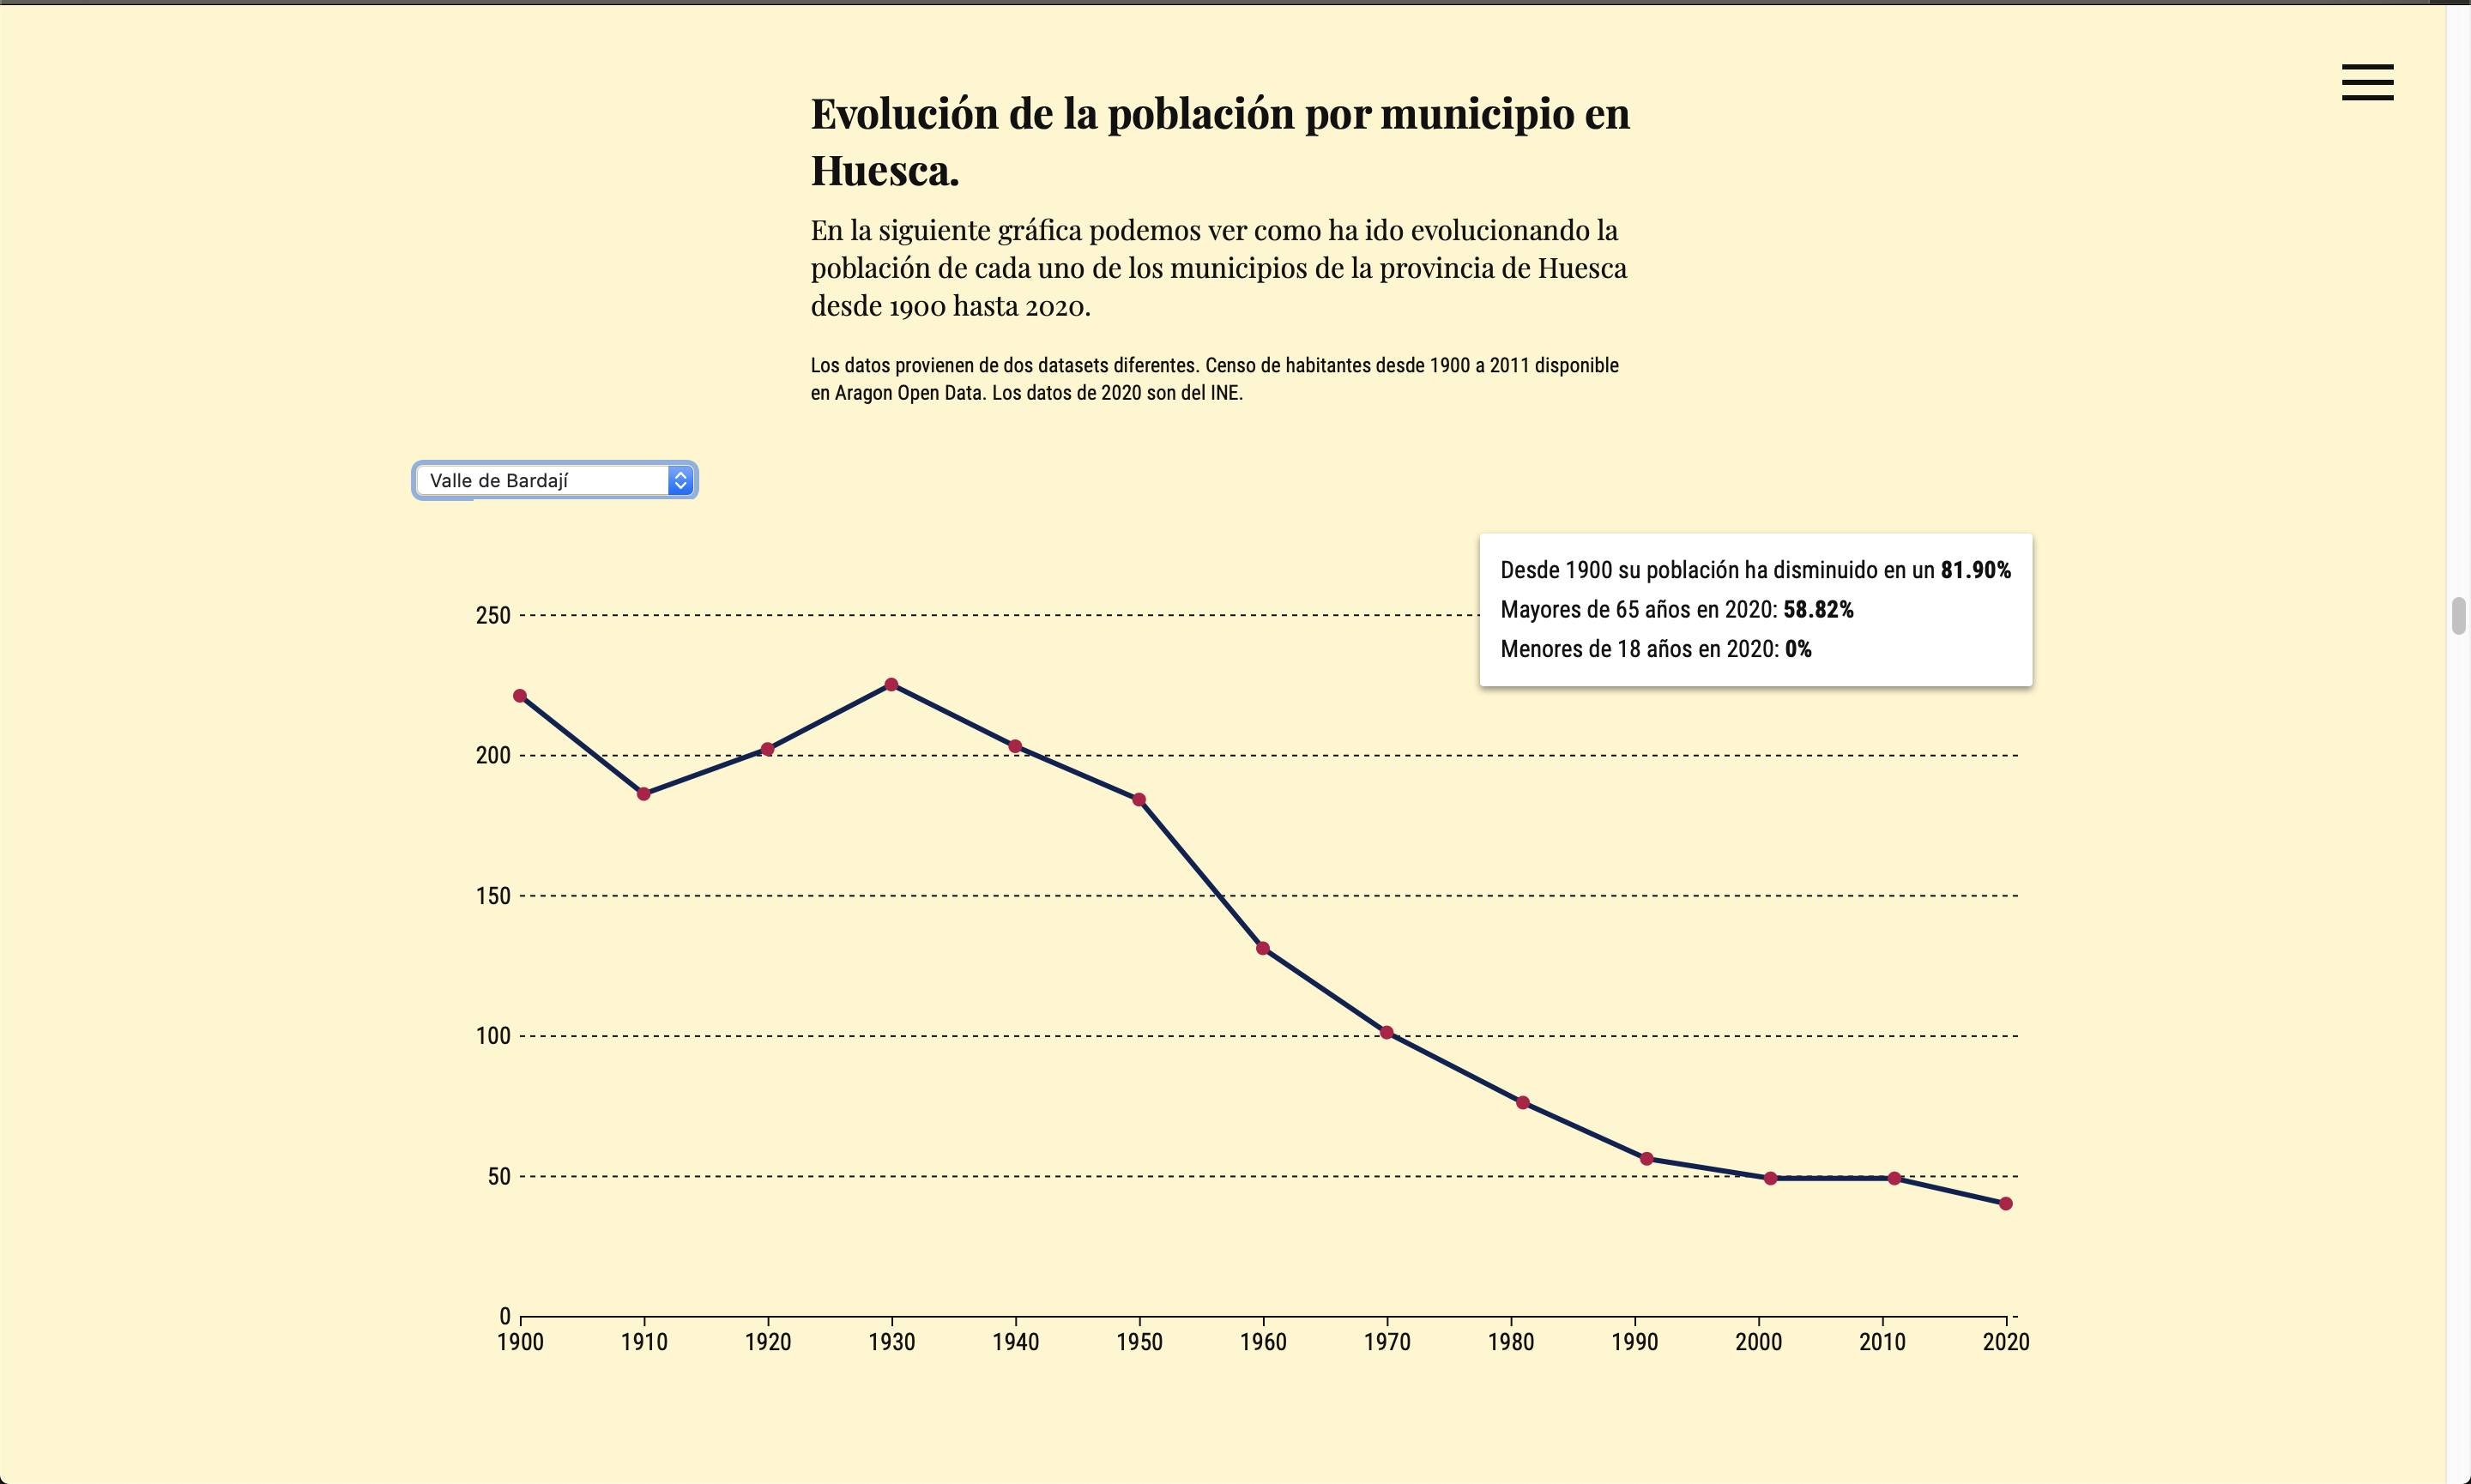 Evolución de la población por municipio en
Huesca.
En la siguiente gráfica podemos ver como ha ido evolucionando la
población de cada uno de los municipios de la provincia de Huesca
desde 1900 hasta 2020.
Los datos provienen de dos datasets diferentes. Censo de habitantes desde 1900 a 2011 disponible
en Aragon Open Data. Los datos de 2020 son del INE.
Valle de Bardají
Desde 1900 su población ha disminuido en un 81.90%
Mayores de 65 años en 2020: 58.82%
Menores de 18 años en 2020: 0%
250
200
150
100
50
0
1900 1910 1920 1930 1940 1950 1960 1970 1980 1990 2000 2010 2020